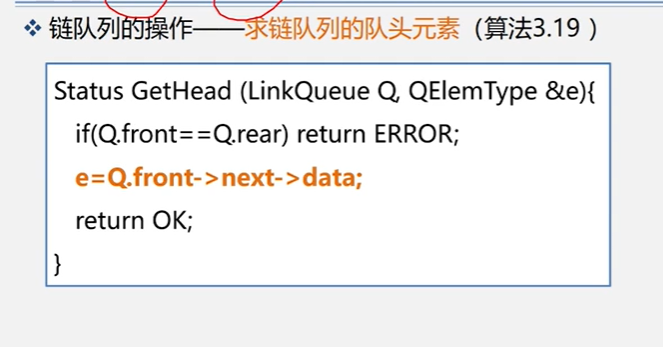 ❖ 链队列的操作——求链队列的队头元素（算法3.19 ）
Status GetHead (LinkQueue Q, QElemType &e){
if(Q.front==Q.rear) return ERROR;
e=Q.front->next->data;
return OK;
}